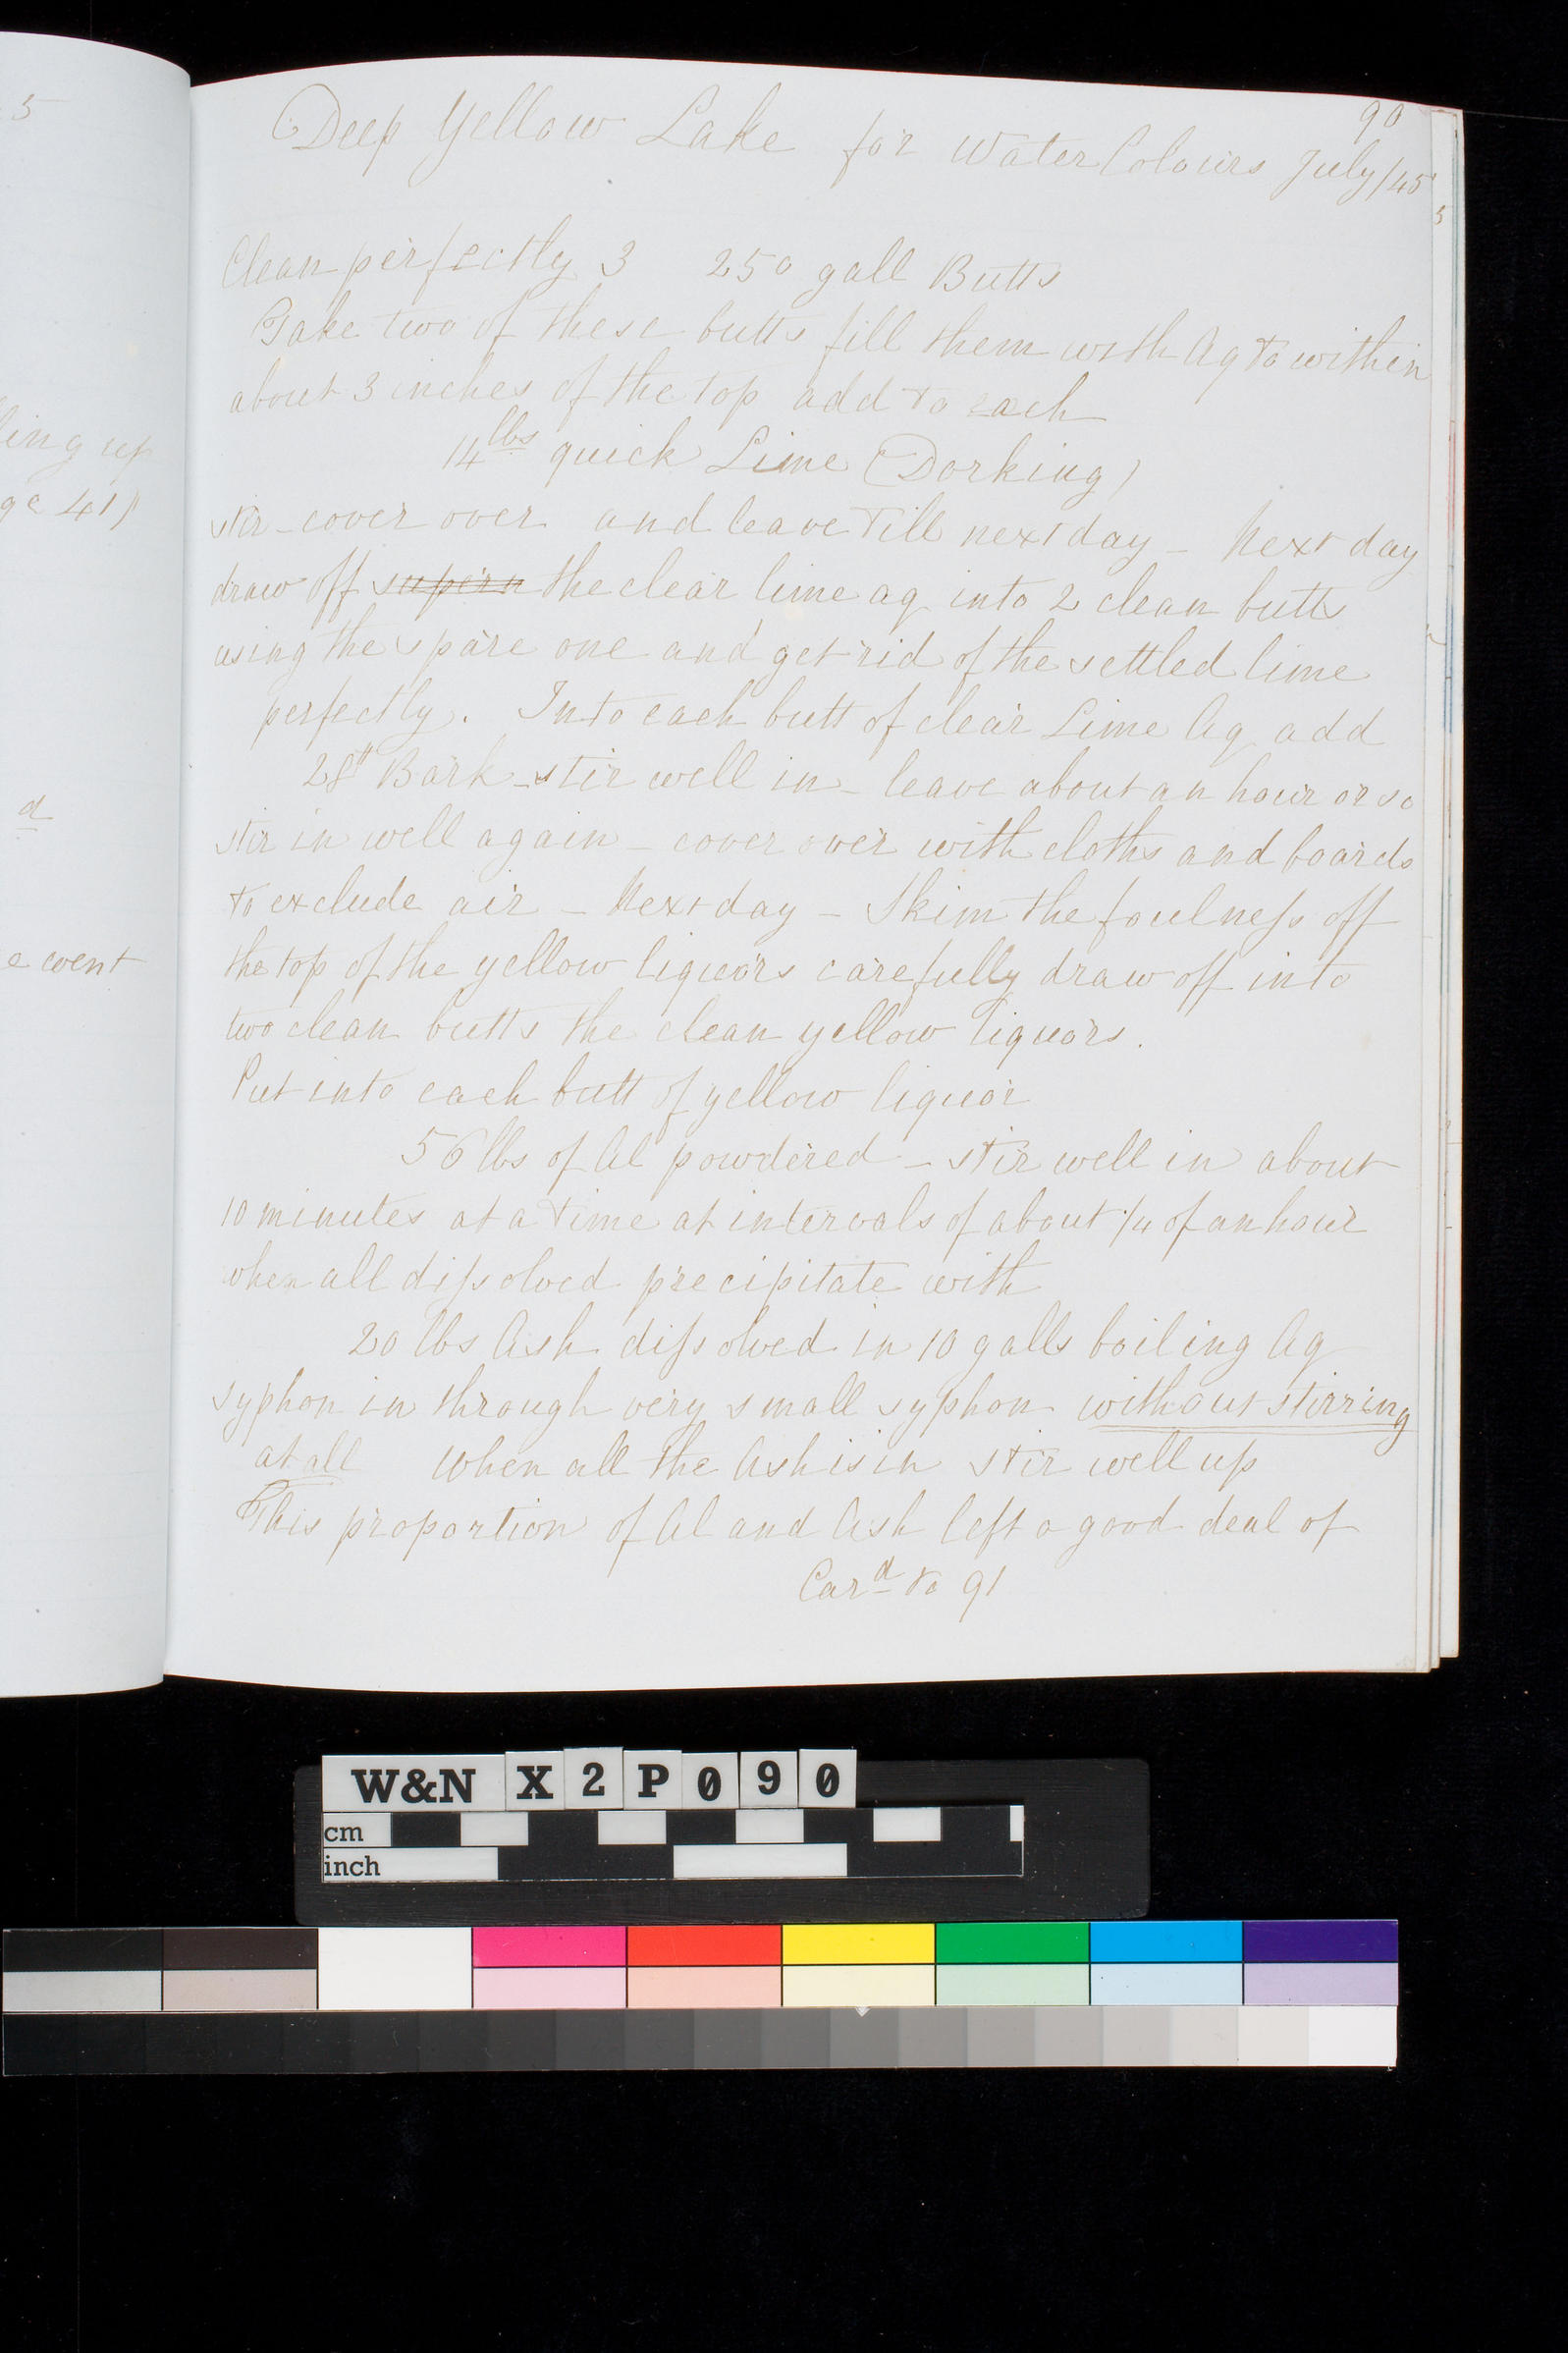 5
ling up
ge 41)
d
e went
90
Deep Yellow Lake for Water Colours July/45
5
Clean perfectly 3 250 gall Butts
Take two of these butts fill them with Aq to within
about 3 inches of the top add to each
14 lbs quick Lime (Dorking)
stir - cover over and leave till next day - Next day
draw off supern the clear lime aq into 2 clean butts
using the spare one and get rid of the settled lime
perfectly. Into each butt of clear Lime Aq add
28 Bark - stir well in - leave about an hour or so
stir in well again - cover over with cloths and boards
to exclude air - Next day - Skim the foulneſs off
the top of the yellow liquors carefully draw off into
two clean butts the clean yellow liquors.
Put into each butt of yellow liquor
56 lbs of Al powdered - stir well in about
10 minutes at a time at intervals of about 1/4 of an hour
when all diſsolved precipitate with
20 lbs Ash diſsolved in 10 galls boiling Aq
syphon in through very small syphon without stirring
at all When all the Ash is in stir well up
This proportion of Al and Ash left a good deal of
Card to 91
W&N X2P090
cm
inch